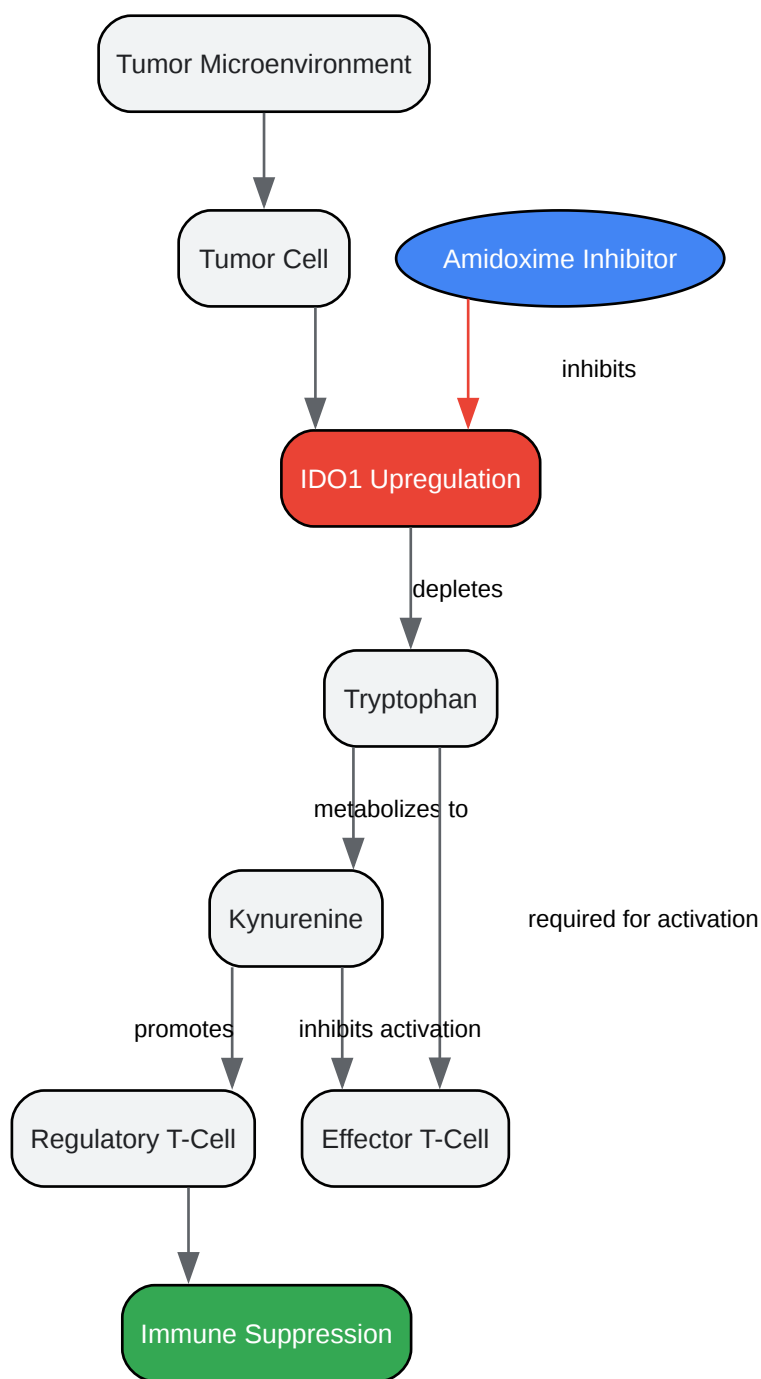 Tumor Microenvironment
Tumor Cell
Amidoxime Inhibitor
inhibits
IDO1 Upregulation
depletes
Tryptophan
metabolizes to
Kynurenine
required for activation
promotes
inhibits activation
Regulatory T-Cell
Effector T-Cell
Immune Suppression